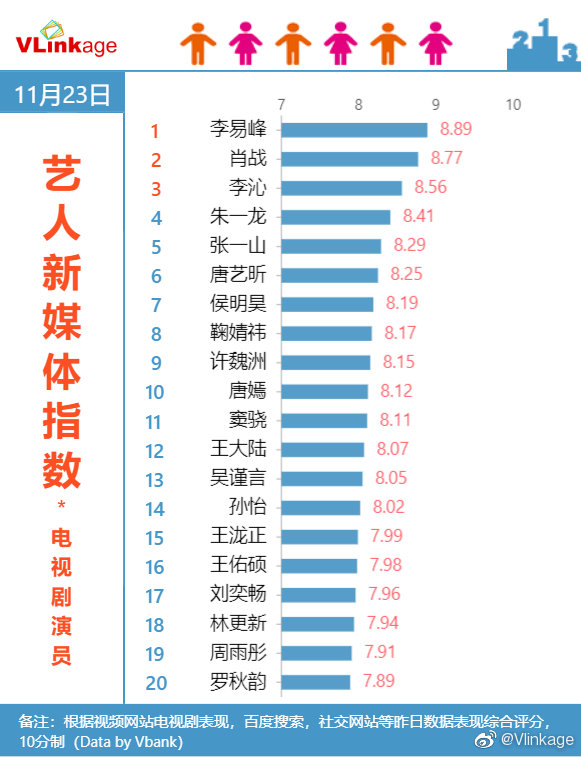 VLinkage
1
2
3
11月23日
艺人新媒体指数
*
电视剧演员
7 8 9 10
1 李易峰 8.89
2 肖战 8.77
3 李沁 8.56
4 朱一龙 8.41
5 张一山 8.29
6 唐艺昕 8.25
7 侯明昊 8.19
8 鞠婧祎 8.17
9 许魏洲 8.15
10 唐嫣 8.12
11 窦骁 8.11
12 王大陆 8.07
13 吴谨言 8.05
14 孙怡 8.02
15 王泷正 7.99
16 王佑硕 7.98
17 刘奕畅 7.96
18 林更新 7.94
19 周雨彤 7.91
20 罗秋韵 7.89
备注：根据视频网站电视剧表现，百度搜索，社交网站等昨日数据表现综合评分，
10分制（Data by Vbank）
@Vlinkage